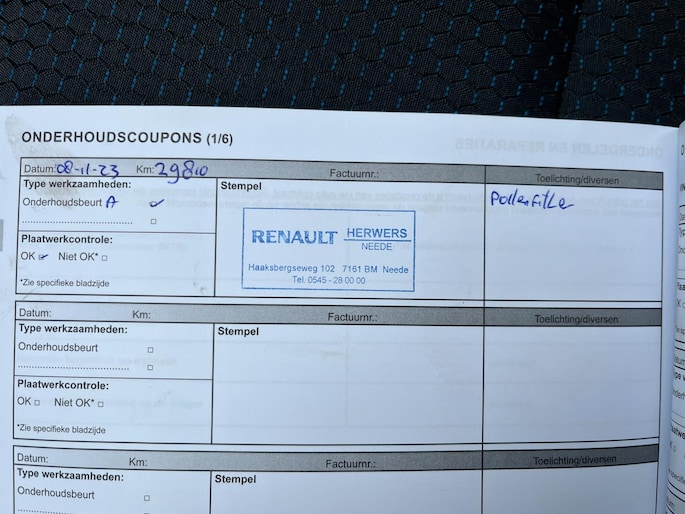 ONDERHOUDSCOUPONS (1/6)
Datum: 08-11-23 Km: 29810 Factuurnr.: Toelichting/diversen
Type werkzaamheden: Stempel
Onderhoudsbeurt A Pollenfilter
Plaatwerkcontrole:
OK Niet OK*
*Zie specifieke bladzijde
RENAULT HERWERS
NEEDE
Haaksbergseweg 102 7161 BM Neede
Tel. 0545 - 28 00 00
Datum: Km: Factuurnr.: Toelichting/diversen
Type werkzaamheden: Stempel
Onderhoudsbeurt
Plaatwerkcontrole:
OK Niet OK*
*Zie specifieke bladzijde
Datum: Km: Factuurnr.: Toelichting/diversen
Type werkzaamheden: Stempel
Onderhoudsbeurt